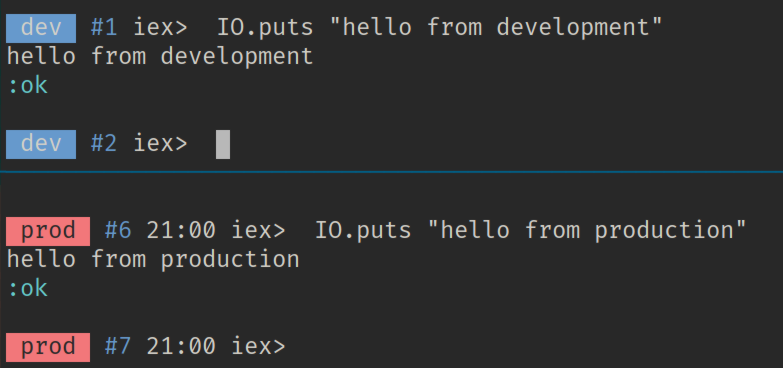 dev #1 iex> IO.puts "hello from development"
hello from development
:ok
dev #2 iex>
prod #6 21:00 iex> IO.puts "hello from production"
hello from production
:ok
prod #7 21:00 iex>